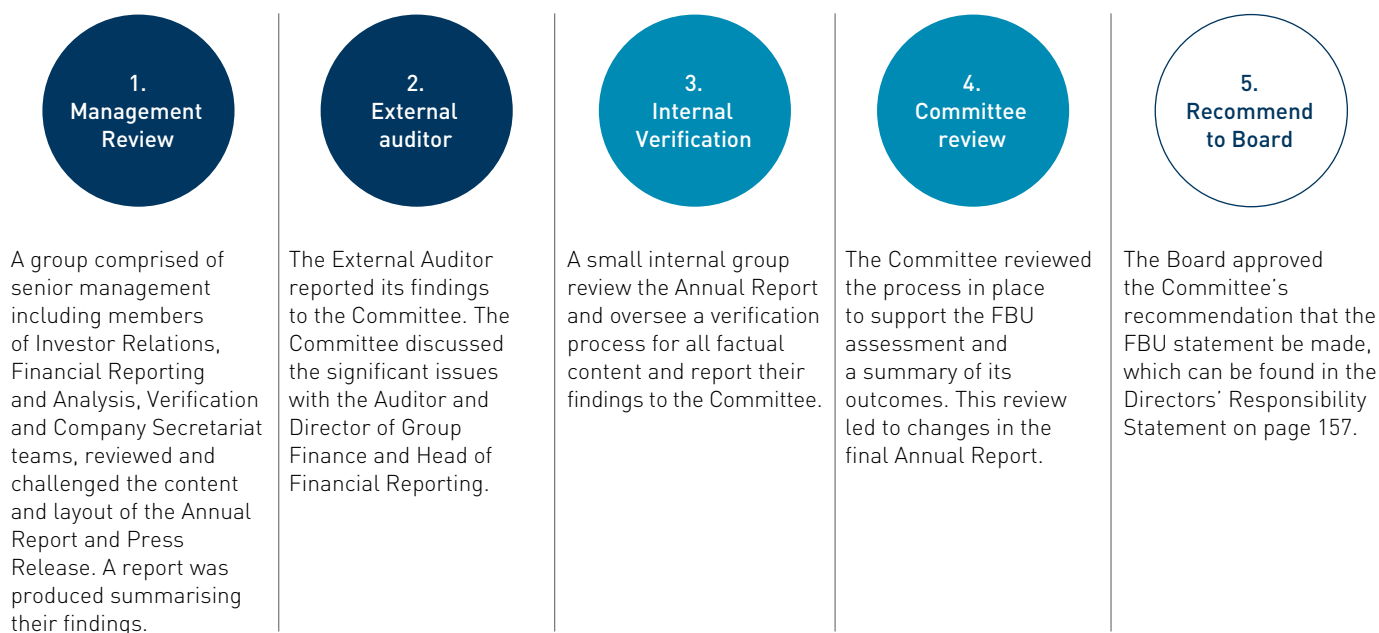 1.
Management
Review
A group comprised of
senior management
including members
of Investor Relations,
Financial Reporting
and Analysis, Verification
and Company Secretariat
teams, reviewed and
challenged the content
and layout of the Annual
Report and Press
Release. A report was
produced summarising
their findings.
2.
External
auditor
The External Auditor
reported its findings
to the Committee. The
Committee discussed
the significant issues
with the Auditor and
Director of Group
Finance and Head of
Financial Reporting.
3.
Internal
Verification
A small internal group
review the Annual Report
and oversee a verification
process for all factual
content and report their
findings to the Committee.
4.
Committee
review
The Committee reviewed
the process in place
to support the FBU
assessment and
a summary of its
outcomes. This review
led to changes in the
final Annual Report.
5.
Recommend
to Board
The Board approved
the Committee’s
recommendation that the
FBU statement be made,
which can be found in the
Directors’ Responsibility
Statement on page 157.